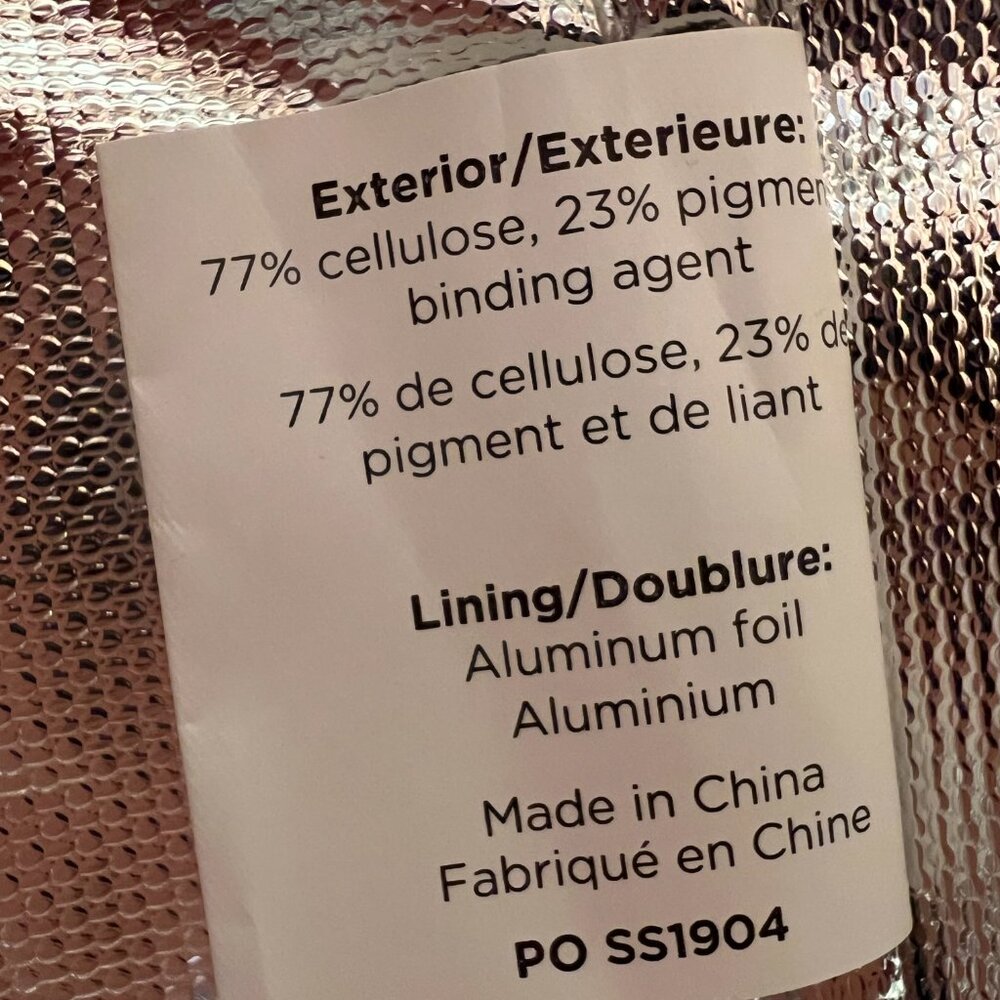 Exterior/Exterieure:
77% cellulose, 23% pigmen
binding agent
77% de cellulose, 23% de
pigment et de liant
Lining/Doublure:
Aluminum foil
Aluminium
Made in China
Fabriqué en Chine
PO SS1904